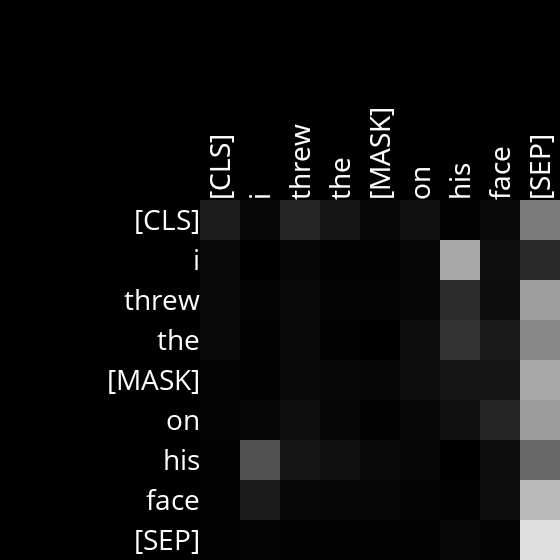 [CLS] i threw the [MASK] on his face [SEP]
[CLS]
i
threw
the
[MASK]
on
his
face
[SEP]